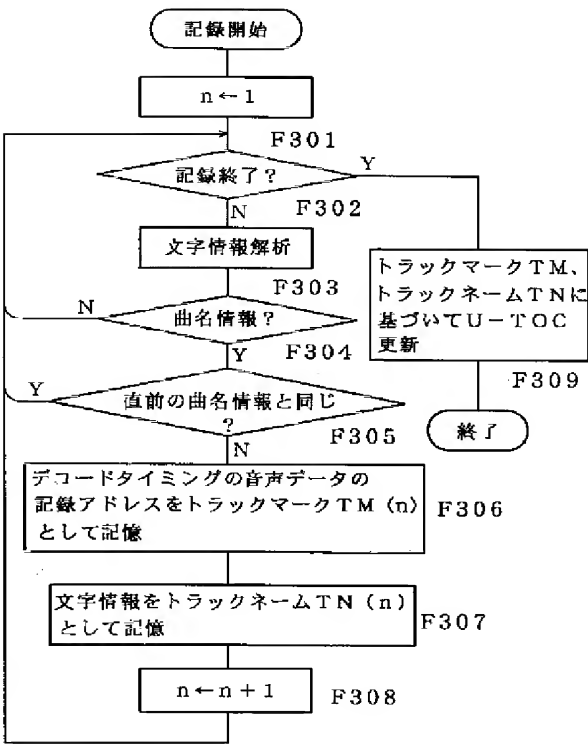 記録開始
n←1
F301
記録終了?
Y
N
F302
文字情報解析
F303
N
曲名情報?
F304
Y
Y
直前の曲名情報と同じ
?
F305
N
デコードタイミングの音声データの
記録アドレスをトラックマークTM(n)
として記憶
F306
文字情報をトラックネームTN(n)
として記憶
F307
n←n+1
F308
トラックマークTM、
トラックネームTNに
基づいてU-TOC
更新
F309
終了